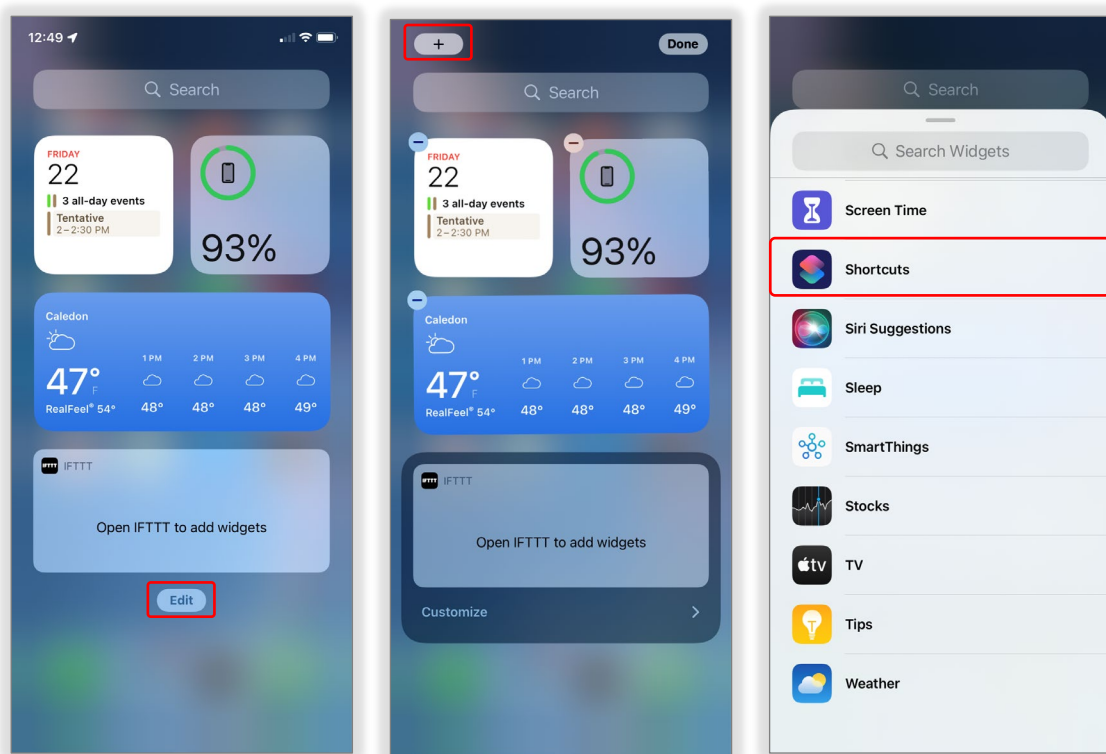 12:49
Search
FRIDAY
22
3 all-day events
Tentative
2–2:30 PM
93%
Caledon
47°F
RealFeel® 54°
1 PM 2 PM 3 PM 4 PM
48° 48° 48° 49°
IFTTT IFTTT
Open IFTTT to add widgets
Edit
+ Done
Search
FRIDAY
22
3 all-day events
Tentative
2–2:30 PM
93%
Caledon
47°F
RealFeel® 54°
1 PM 2 PM 3 PM 4 PM
48° 48° 48° 49°
IFTTT IFTTT
Open IFTTT to add widgets
Customize
Search
Search Widgets
Screen Time
Shortcuts
Siri Suggestions
Sleep
SmartThings
Stocks
tv TV
Tips
Weather